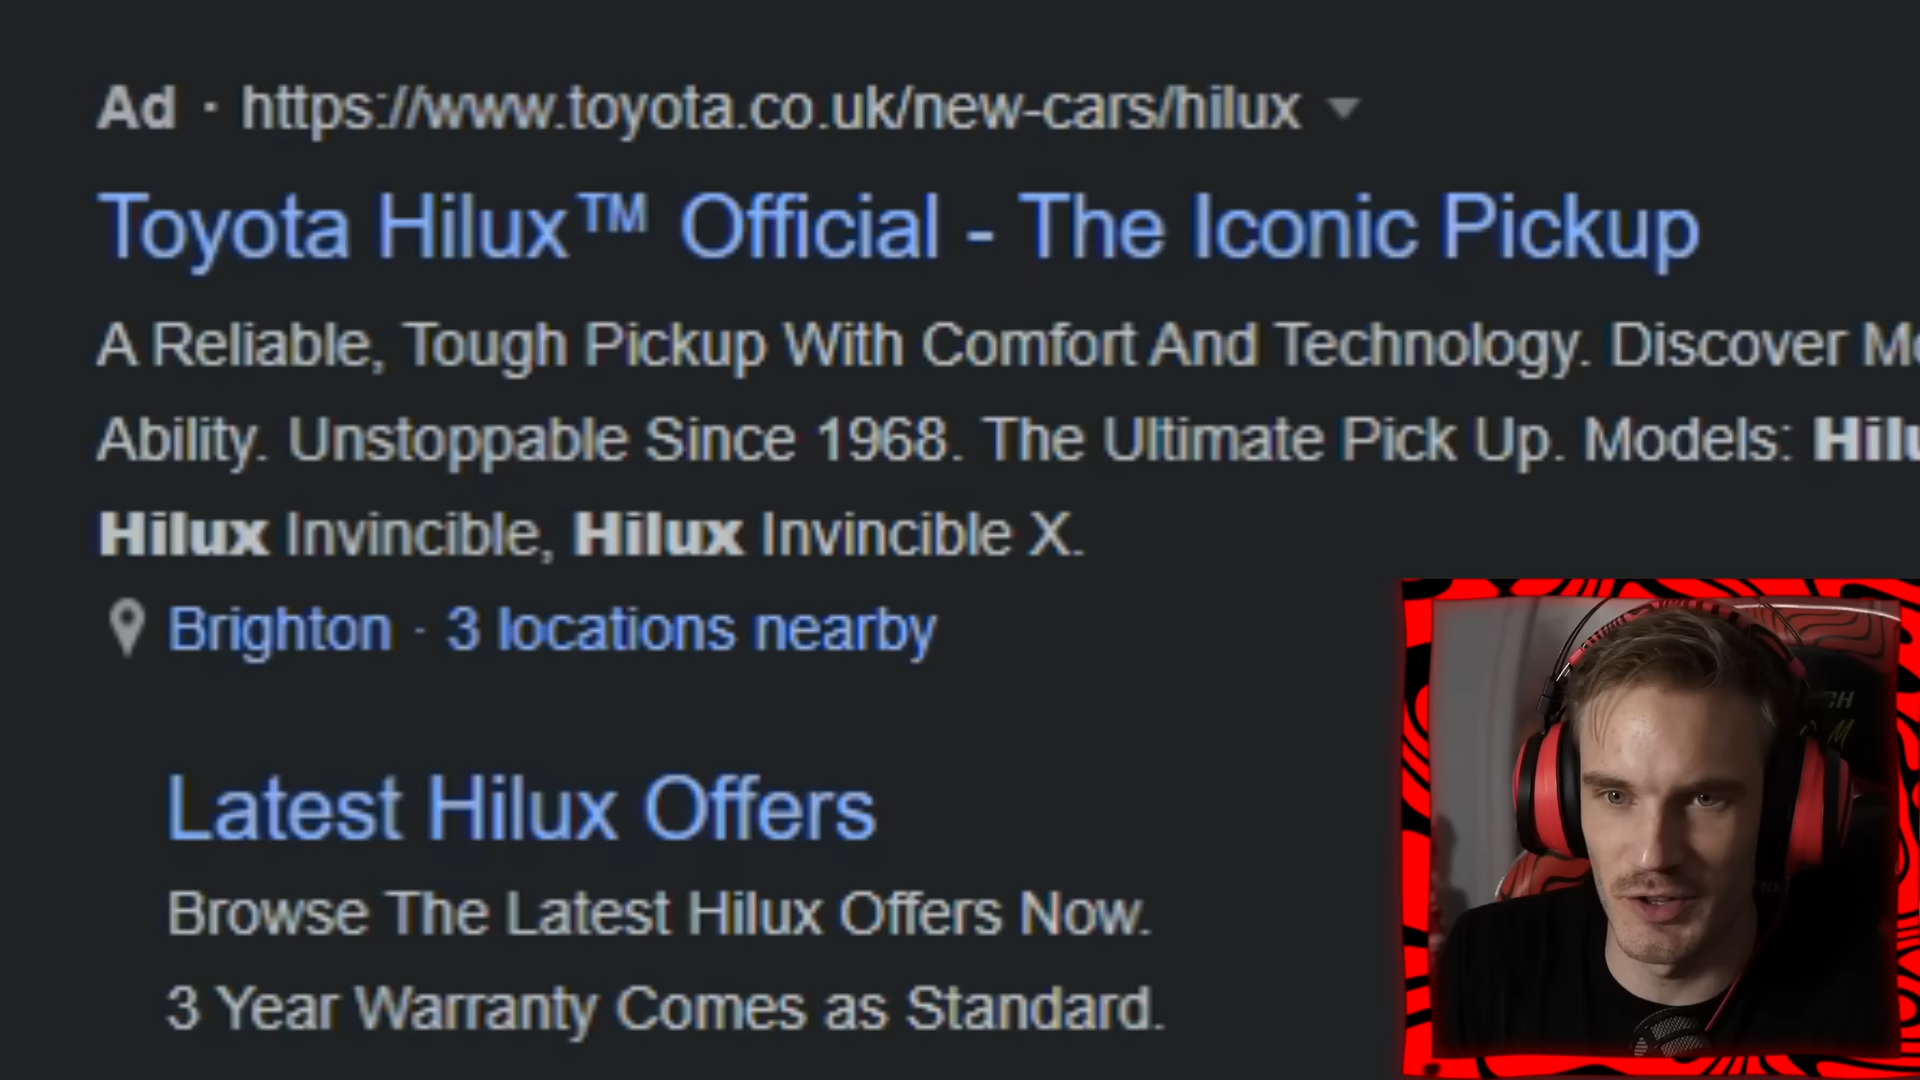 Ad · https://www.toyota.co.uk/new-cars/hilux
Toyota Hilux™ Official - The Iconic Pickup
A Reliable, Tough Pickup With Comfort And Technology. Discover
Ability. Unstoppable Since 1968. The Ultimate Pick Up. Models:
Hilux Invincible, Hilux Invincible X.
Brighton · 3 locations nearby
Latest Hilux Offers
Browse The Latest Hilux Offers Now.
3 Year Warranty Comes as Standard.